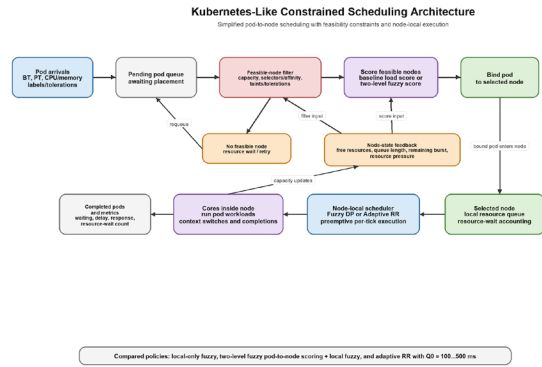 Kubernetes-Like Constrained Scheduling Architecture
Simplified pod-to-node scheduling with feasibility constraints and node-local execution
Pod arrivals
BT, PT, CPU/memory
labels/tolerations
Pending pod queue
awaiting placement
Feasible-node filter
capacity, selectors/affinity,
taints/tolerations
Score feasible nodes
baseline load score or
two-level fuzzy score
Bind pod
to selected node
requeue
filter input
score input
No feasible node
resource wait / retry
Node-state feedback
free resources, queue length, remaining burst,
resource pressure
bound pod enters node
capacity updates
Completed pods
and metrics
waiting, delay, response,
resource-wait count
Cores inside node
run pod workloads
context switches and completions
Node-local scheduler
Fuzzy DP or Adaptive RR
preemptive per-tick execution
Selected node
local resource queue
resource-wait accounting
Compared policies: local-only fuzzy, two-level fuzzy pod-to-node scoring + local fuzzy, and adaptive RR with Q0 = 100...500 ms